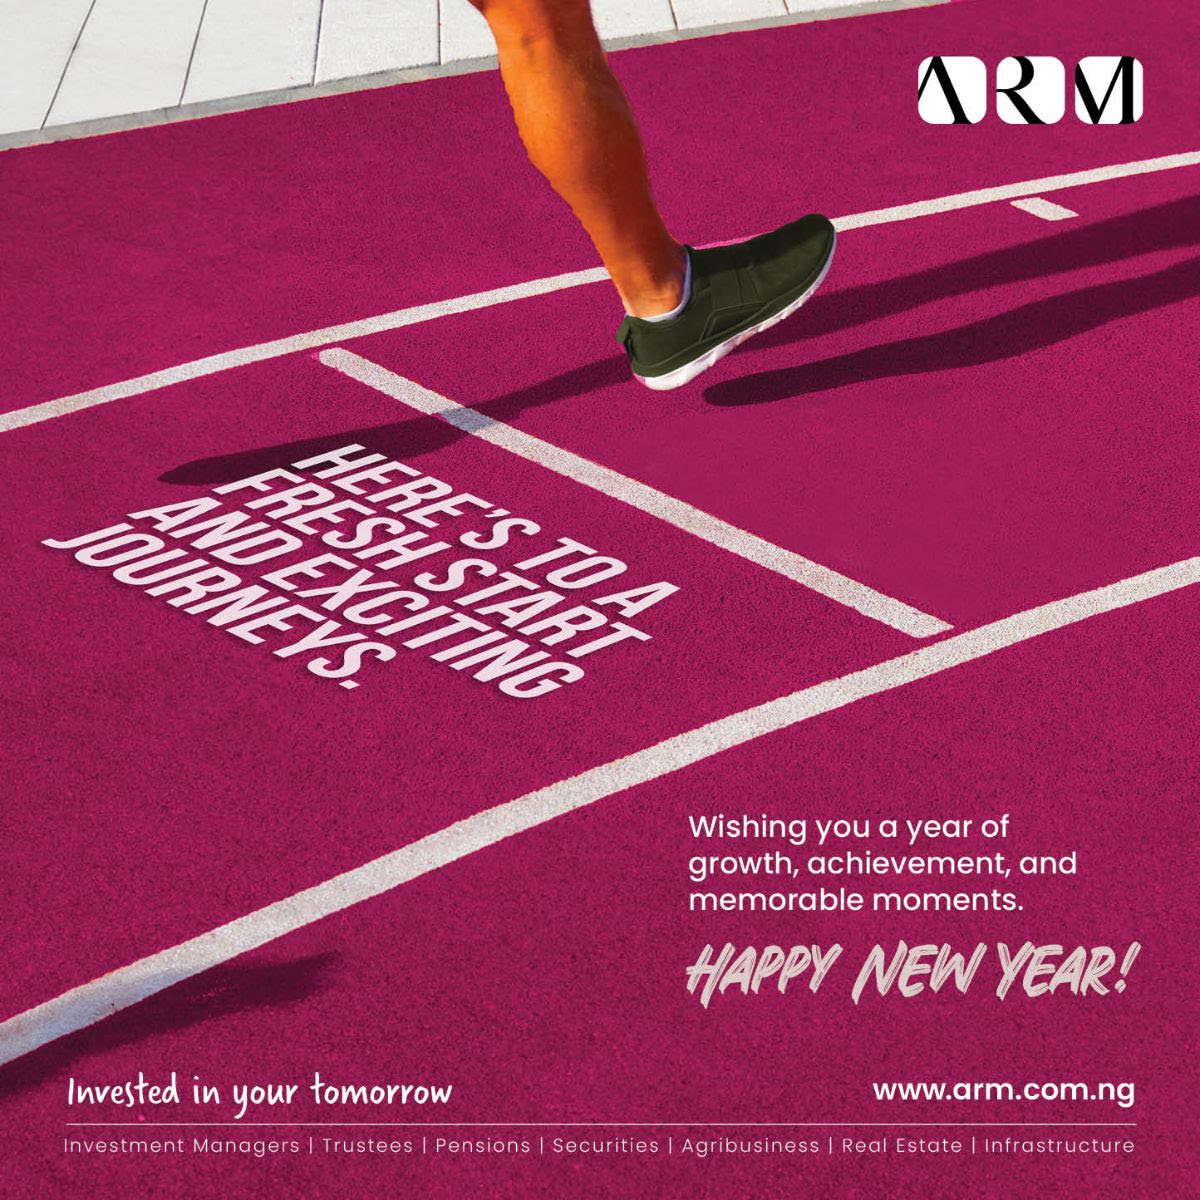 ARM
HERE'S TO A
FRESH START
AND EXCITING
JOURNEYS.
Wishing you a year of
growth, achievement, and
memorable moments.
HAPPY NEW YEAR!
Invested in your tomorrow
www.arm.com.ng
Investment Managers | Trustees | Pensions | Securities | Agribusiness | Real Estate | Infrastructure